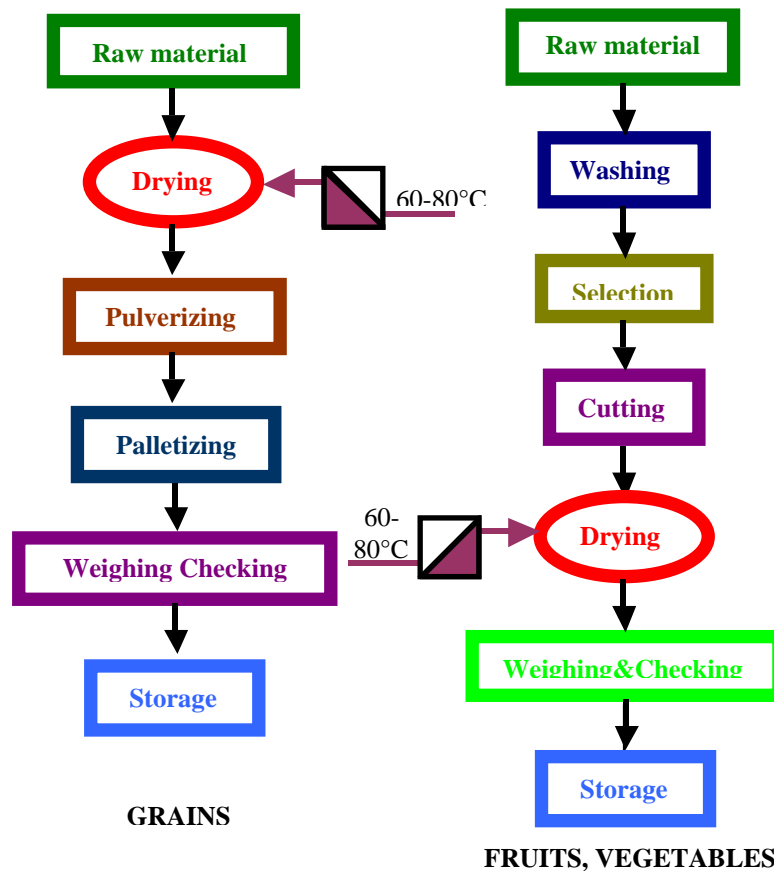 Raw material
Drying
60-80°C
Pulverizing
Palletizing
Weighing Checking
Storage
GRAINS
Raw material
Washing
Selection
Cutting
60-
80°C
Drying
Weighing&Checking
Storage
FRUITS, VEGETABLES